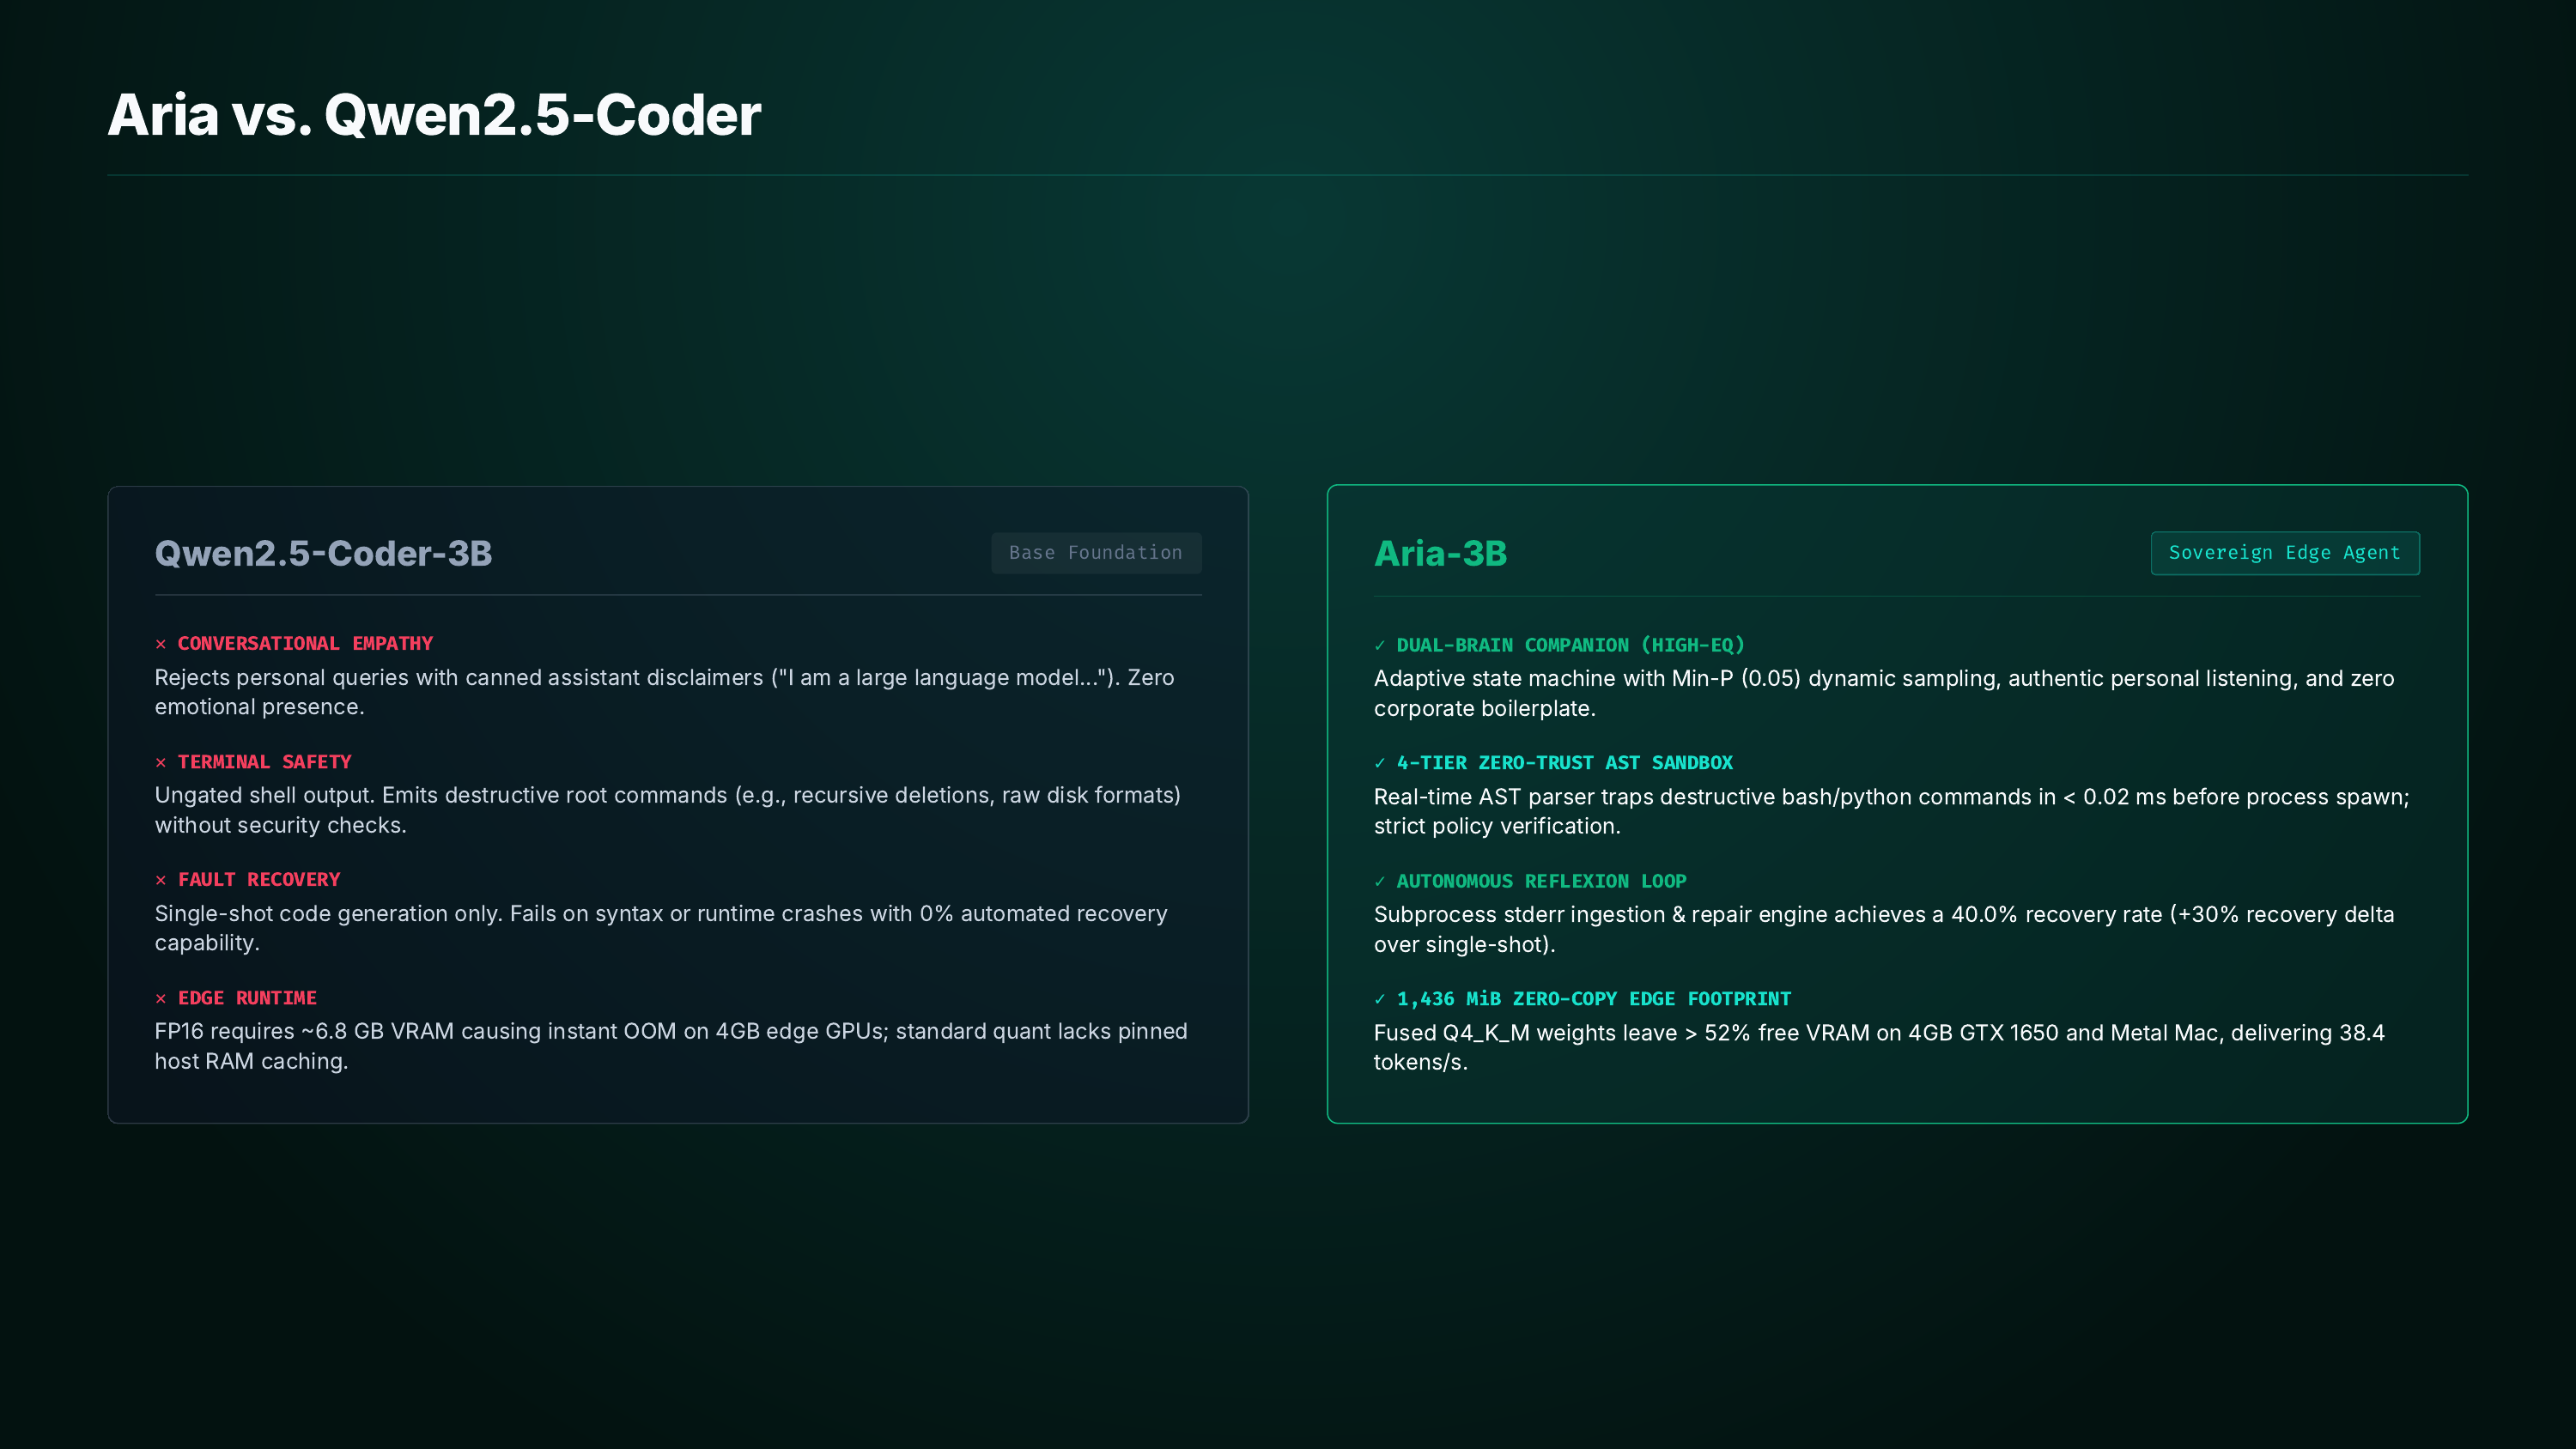 Aria vs. Qwen2.5-Coder
Qwen2.5-Coder-3B
Base Foundation
× CONVERSATIONAL EMPATHY
Rejects personal queries with canned assistant disclaimers ("I am a large language model..."). Zero
emotional presence.
× TERMINAL SAFETY
Ungated shell output. Emits destructive root commands (e.g., recursive deletions, raw disk formats)
without security checks.
× FAULT RECOVERY
Single-shot code generation only. Fails on syntax or runtime crashes with 0% automated recovery
capability.
× EDGE RUNTIME
FP16 requires ~6.8 GB VRAM causing instant OOM on 4GB edge GPUs; standard quant lacks pinned
host RAM caching.
Aria-3B
Sovereign Edge Agent
✓ DUAL-BRAIN COMPANION (HIGH-EQ)
Adaptive state machine with Min-P (0.05) dynamic sampling, authentic personal listening, and zero
corporate boilerplate.
✓ 4-TIER ZERO-TRUST AST SANDBOX
Real-time AST parser traps destructive bash/python commands in < 0.02 ms before process spawn;
strict policy verification.
✓ AUTONOMOUS REFLEXION LOOP
Subprocess stderr ingestion & repair engine achieves a 40.0% recovery rate (+30% recovery delta
over single-shot).
✓ 1,436 MiB ZERO-COPY EDGE FOOTPRINT
Fused Q4_K_M weights leave > 52% free VRAM on 4GB GTX 1650 and Metal Mac, delivering 38.4
tokens/s.